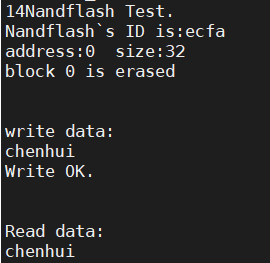 14Nandflash Test.
Nandflash`s ID is:ecfa
address:0  size:32
block 0 is erased
write data:
chenhui
Write OK.
Read data:
chenhui